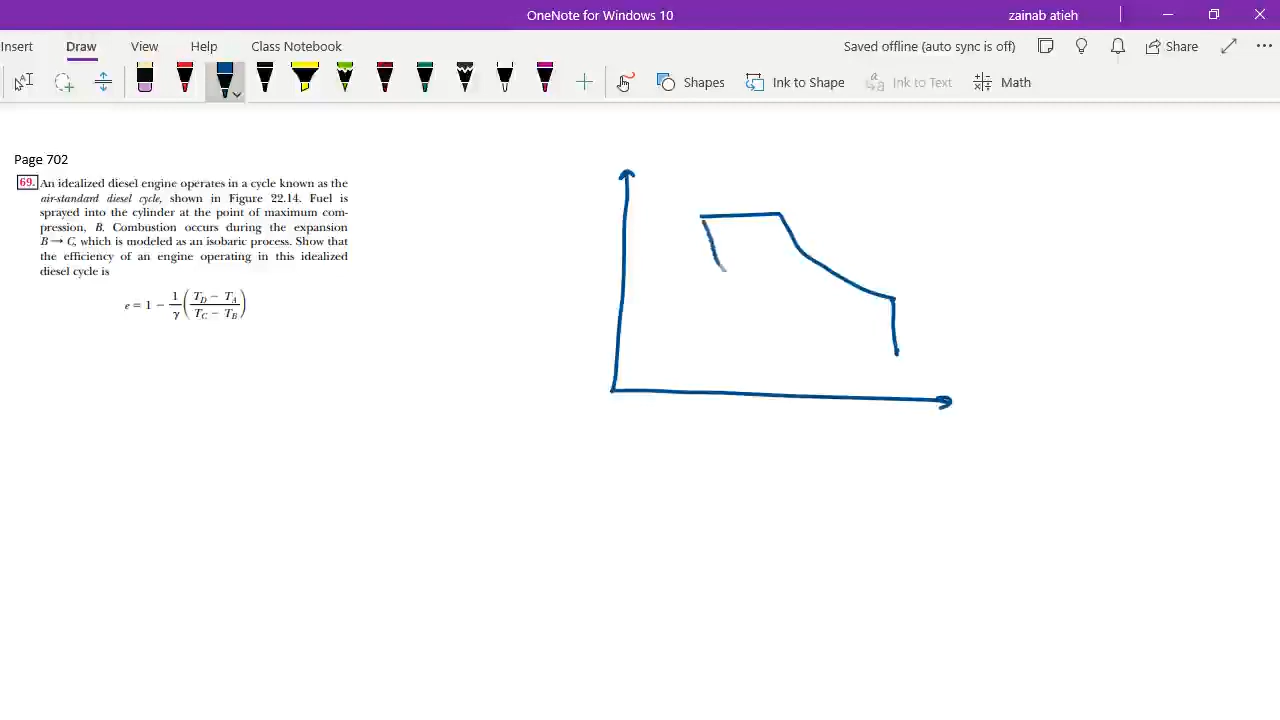 OneNote for Windows 10
zainab atieh
Insert
Draw
View
Help
Class Notebook
Saved offline (auto sync is off)
Share
Shapes
Ink to Shape
Ink to Text
Math
Page 702
69. An idealized diesel engine operates in a cycle known as the
air-standard diesel cycle, shown in Figure 22.14. Fuel is
sprayed into the cylinder at the point of maximum com-
pression, B. Combustion occurs during the expansion
B → C, which is modeled as an isobaric process. Show that
the efficiency of an engine operating in this idealized
diesel cycle is
e = 1 − 1/γ (T_D − T_A / T_C − T_B)